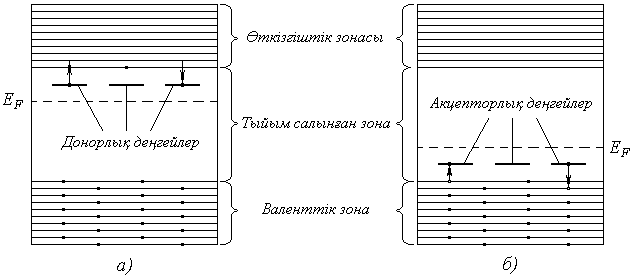 Өткізгіштік зонасы
E_F
Донорлық деңгейлер
Тыйым салынған зона
Акцепторлық деңгейлер
E_F
Валенттік зона
а)
б)